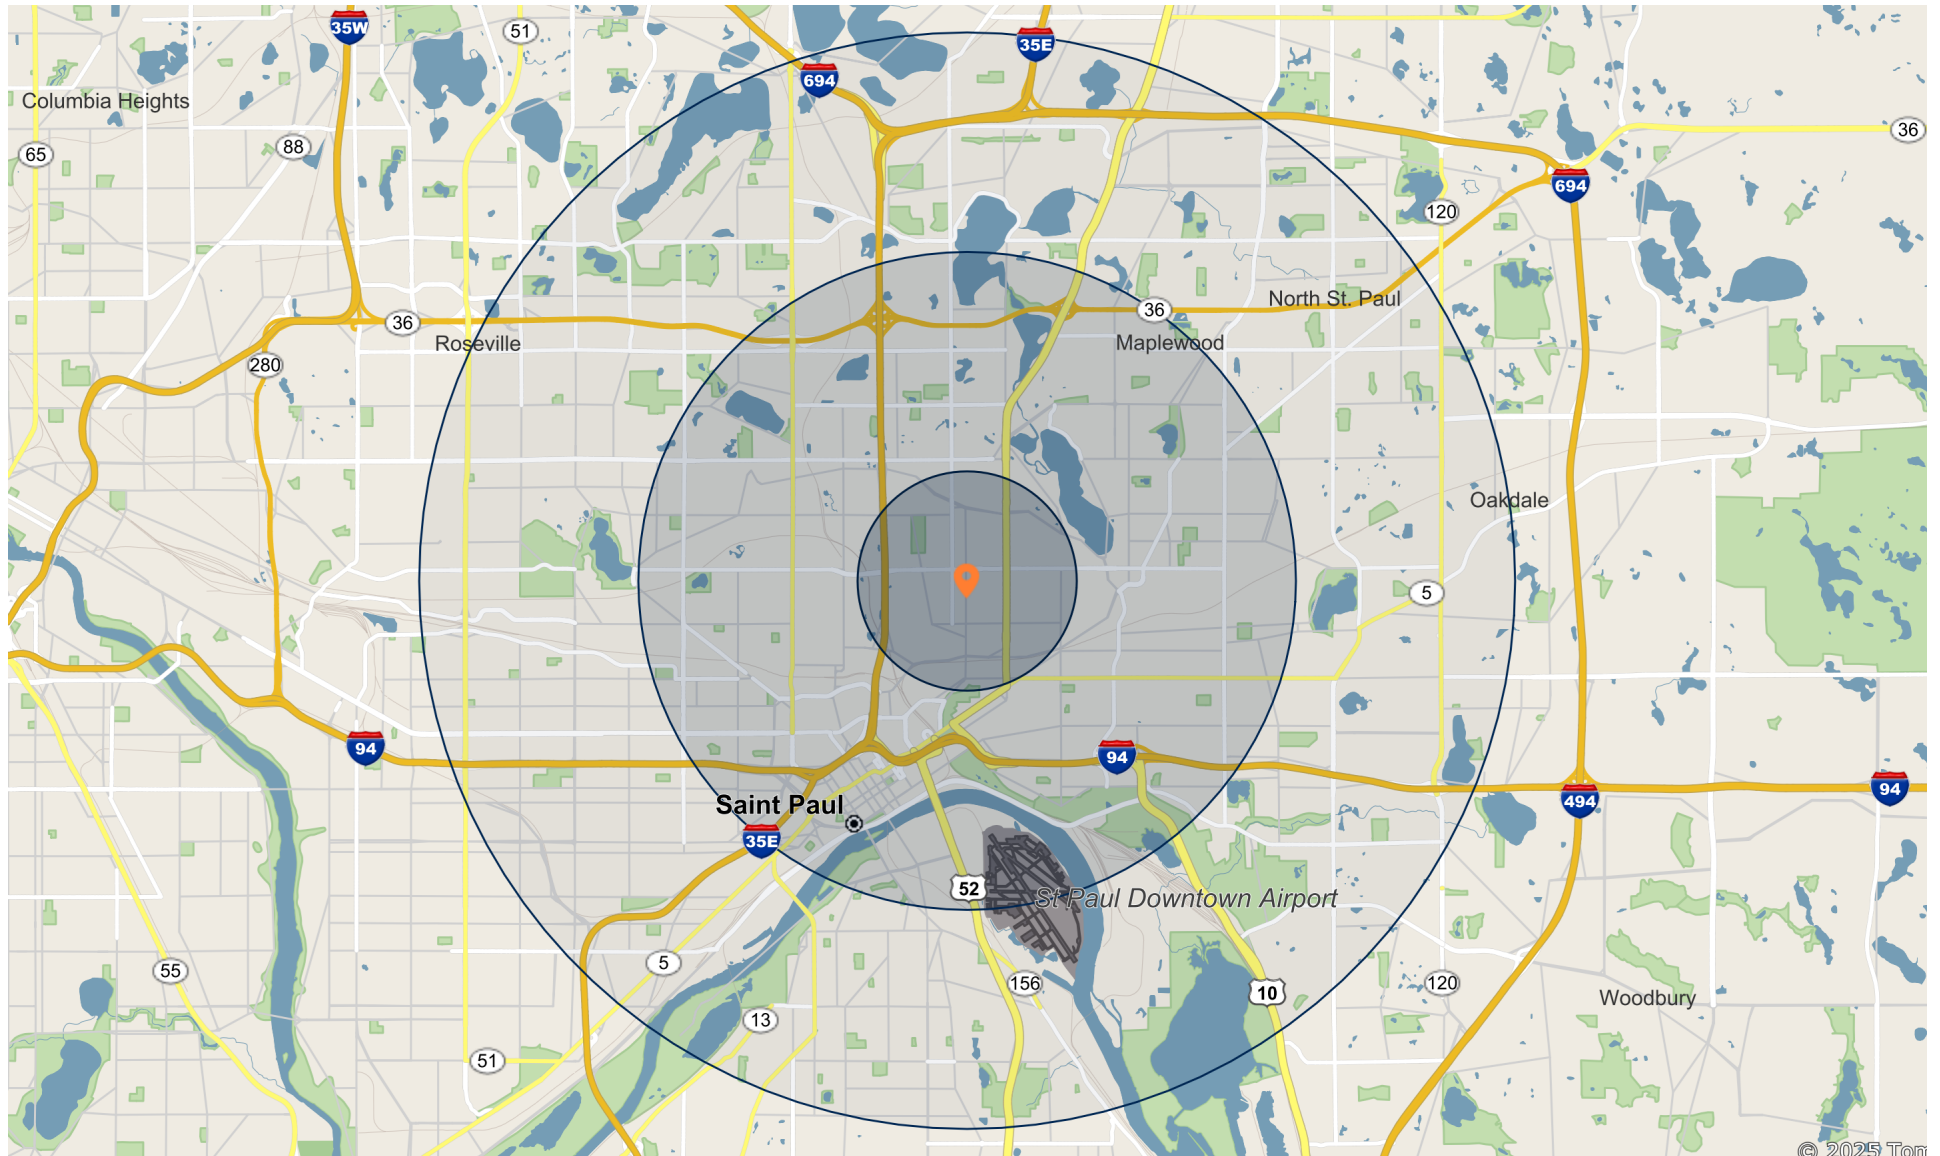 35W
51
35E
694
Columbia Heights
36
88
65
694
120
North St. Paul
36
36
Roseville
Maplewood
280
Oakdale
5
94
94
494
94
Saint Paul
35E
52
St Paul Downtown Airport
5
55
156
120
10
Woodbury
13
51
© 2025 Tom